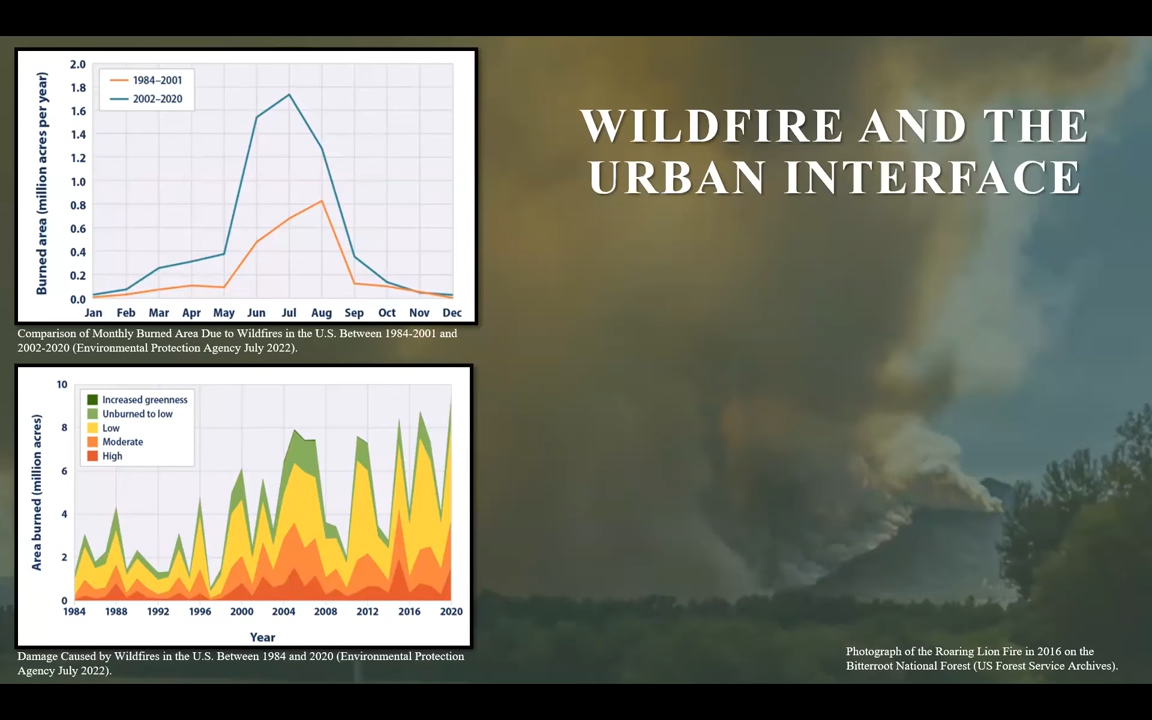 WILDFIRE AND THE
URBAN INTERFACE
Burned area (million acres per year)
2.0
1.8
1.6
1.4
1.2
1.0
0.8
0.6
0.4
0.2
0.0
1984–2001
2002–2020
Jan Feb Mar Apr May Jun Jul Aug Sep Oct Nov Dec
Comparison of Monthly Burned Area Due to Wildfires in the U.S. Between 1984-2001 and
2002-2020 (Environmental Protection Agency July 2022).
Area burned (million acres)
10
8
6
4
2
0
Increased greenness
Unburned to low
Low
Moderate
High
1984 1988 1992 1996 2000 2004 2008 2012 2016 2020
Year
Damage Caused by Wildfires in the U.S. Between 1984 and 2020 (Environmental Protection
Agency July 2022).
Photograph of the Roaring Lion Fire in 2016 on the
Bitterroot National Forest (US Forest Service Archives).